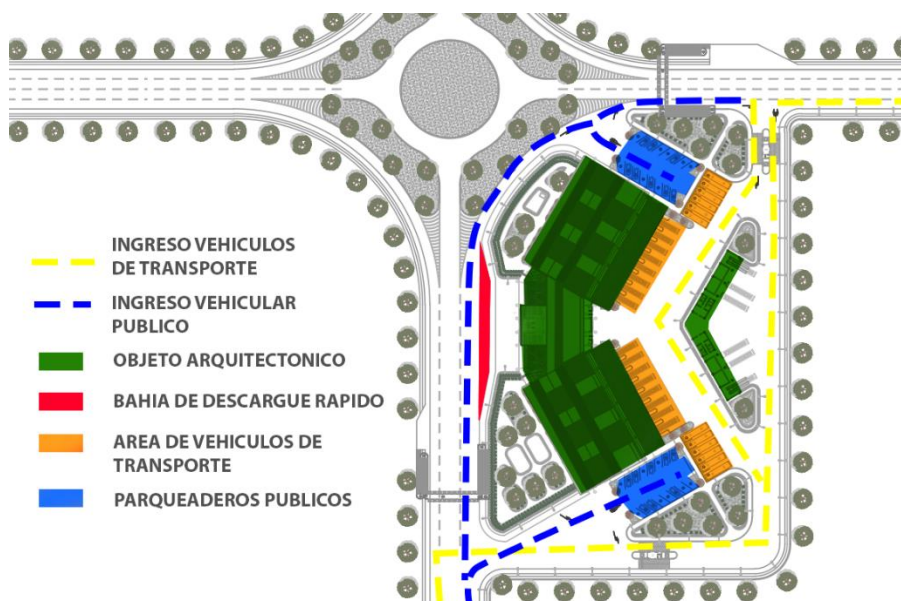 INGRESO VEHICULOS
DE TRANSPORTE
INGRESO VEHICULAR
PUBLICO
OBJETO ARQUITECTONICO
BAHIA DE DESCARGUE RAPIDO
AREA DE VEHICULOS DE
TRANSPORTE
PARQUEADEROS PUBLICOS